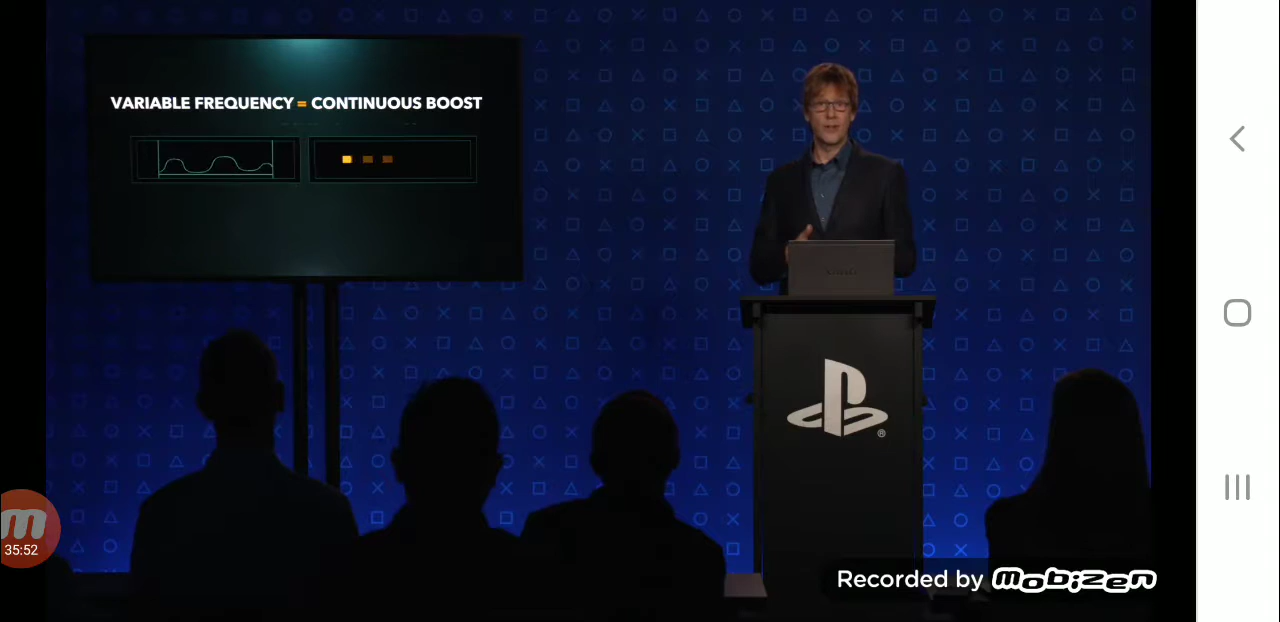 VARIABLE FREQUENCY = CONTINUOUS BOOST
35:52
Recorded by mobizen